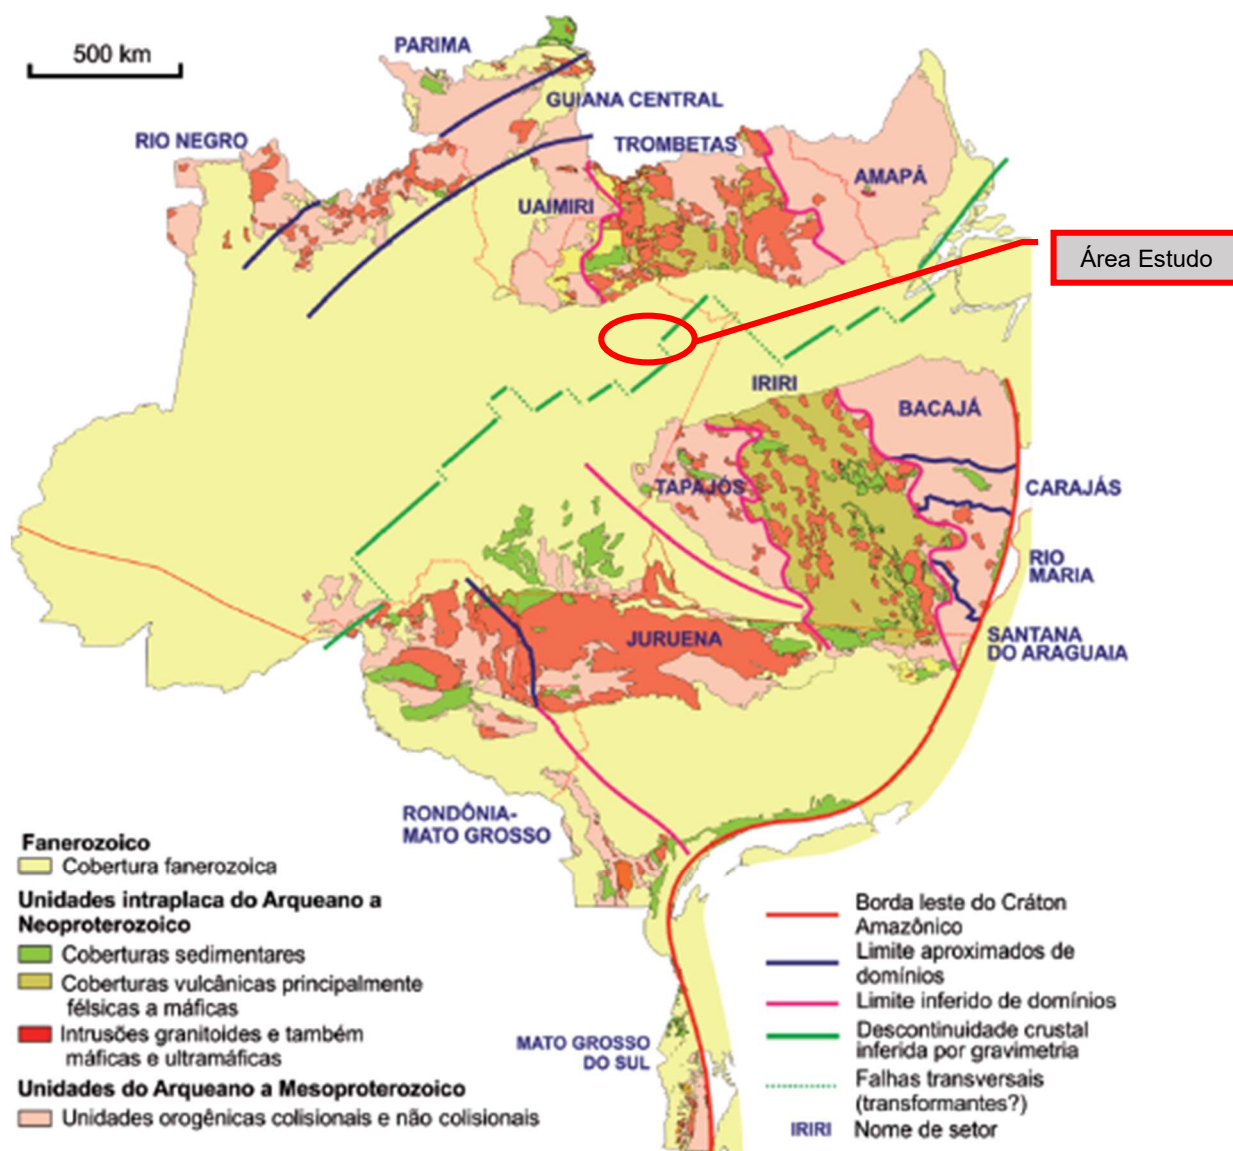 500 km
PARIMA
GUIANA CENTRAL
RIO NEGRO
TROMBETAS
AMAPÁ
UAIMIRI
Área Estudo
IRIRI
BACAJÁ
TAPAJÓS
CARAJÁS
RIO
MARIA
JURUENA
SANTANA
DO ARAGUAIA
RONDÔNIA-
MATO GROSSO
MATO GROSSO
DO SUL
Fanerozoico
Cobertura fanerozoica
Unidades intraplaca do Arqueano a
Neoproterozoico
Coberturas sedimentares
Coberturas vulcânicas principalmente
félsicas a máficas
Intrusões granitoides e também
máficas e ultramáficas
Unidades do Arqueano a Mesoproterozoico
Unidades orogênicas colisionais e não colisionais
Borda leste do Cráton
Amazônico
Limite aproximados de
domínios
Limite inferido de domínios
Descontinuidade crustal
inferida por gravimetria
Falhas transversais
(transformantes?)
IRIRI Nome de setor